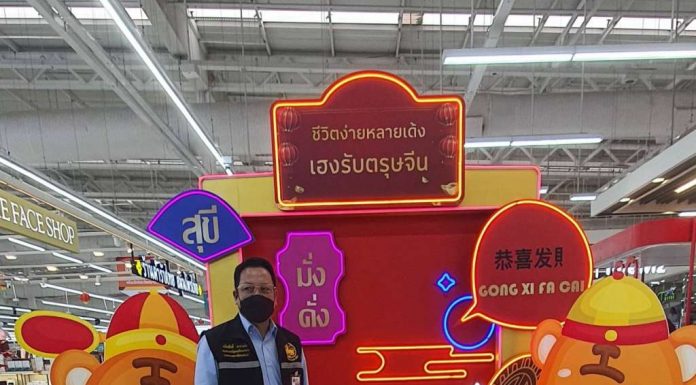 ชีวิตง่ายหลายเด้ง
เฮงรับตรุษจีน
สุขี
มั่ง
คั่ง
恭喜发財
GONG XI FA CAI
E FACE SHOP